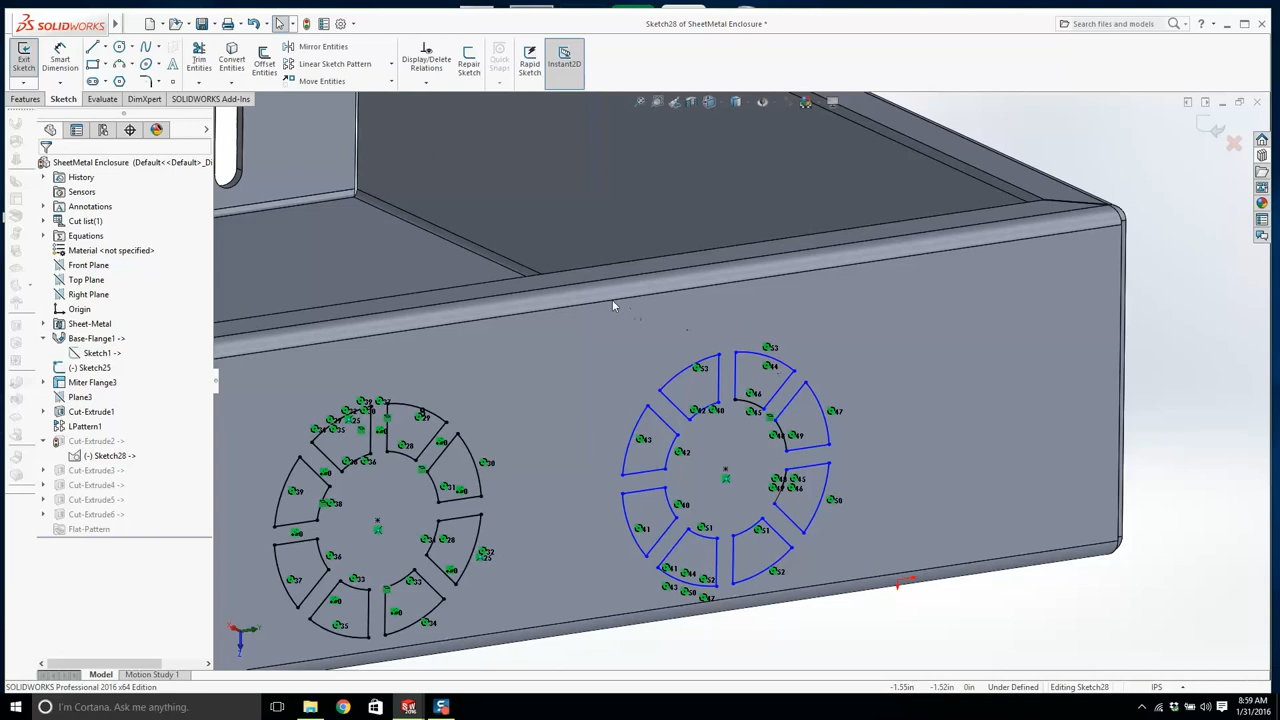 SOLIDWORKS
Sketch28 of SheetMetal Enclosure *
Search files and models
Exit Sketch
Smart Dimension
Trim Entities
Convert Entities
Offset Entities
Mirror Entities
Linear Sketch Pattern
Move Entities
Display/Delete Relations
Repair Sketch
Quick Snaps
Rapid Sketch
Instant2D
Features
Sketch
Evaluate
DimXpert
SOLIDWORKS Add-Ins
SheetMetal Enclosure (Default<<Default>_Di
History
Sensors
Annotations
Cut list(1)
Equations
Material <not specified>
Front Plane
Top Plane
Right Plane
Origin
Sheet-Metal
Base-Flange1 ->
Sketch1 ->
(-) Sketch25
Miter Flange3
Plane3
Cut-Extrude1
LPattern1
Cut-Extrude2 ->
(-) Sketch28 ->
Cut-Extrude3 ->
Cut-Extrude4 ->
Cut-Extrude5 ->
Cut-Extrude6 ->
Flat-Pattern
Model
Motion Study 1
SOLIDWORKS Professional 2016 x64 Edition
-1.55in
-1.52in
0in
Under Defined
Editing Sketch28
IPS
I'm Cortana. Ask me anything.
8:59 AM
1/31/2016